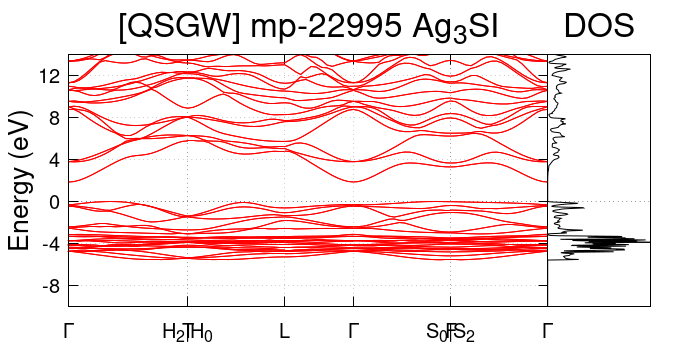 [QSGW] mp-22995 Ag₃SI DOS
Energy (eV)
12
8
4
0
-4
-8
Γ H₂ T H₀ L Γ S₀ F S₂ Γ